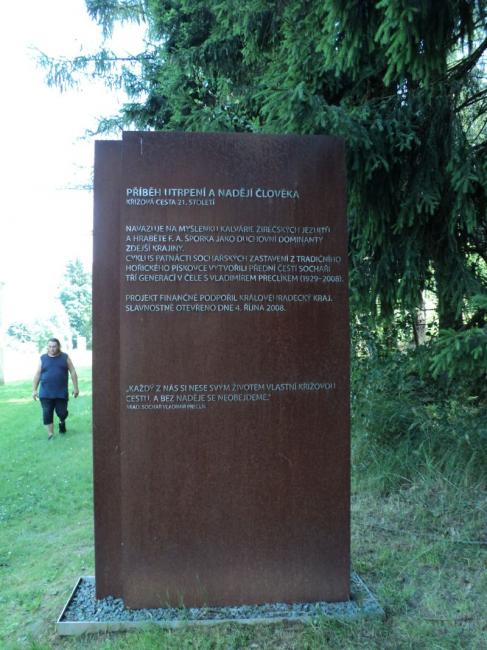 PŘÍBĚH UTRPENÍ A NADĚJÍ ČLOVĚKA
KŘÍŽOVÁ CESTA 21. STOLETÍ
NAVAZUJE NA MYŠLENKU KALVÁRIE ŽIREČSKÝCH JEZUITŮ
A HRABĚTE F. A. ŠPORKA JAKO DUCHOVNÍ DOMINANTY
ZDEJŠÍ KRAJINY.
CYKLUS PATNÁCTI SOCHAŘSKÝCH ZASTAVENÍ Z TRADIČNÍHO
HOŘICKÉHO PÍSKOVCE VYTVOŘILI PŘEDNÍ ČEŠTÍ SOCHAŘI
TŘÍ GENERACÍ V ČELE S VLADIMÍREM PRECLÍKEM (1929–2008).
PROJEKT FINANČNĚ PODPOŘIL KRÁLOVÉHRADECKÝ KRAJ.
SLAVNOSTNĚ OTEVŘENO DNE 4. ŘÍJNA 2008.
„KAŽDÝ Z NÁS SI NESE SVÝM ŽIVOTEM VLASTNÍ KŘÍŽOVOU
CESTU, A BEZ NADĚJE SE NEOBEJDEME."
AKAD. SOCHAŘ VLADIMÍR PRECLÍK